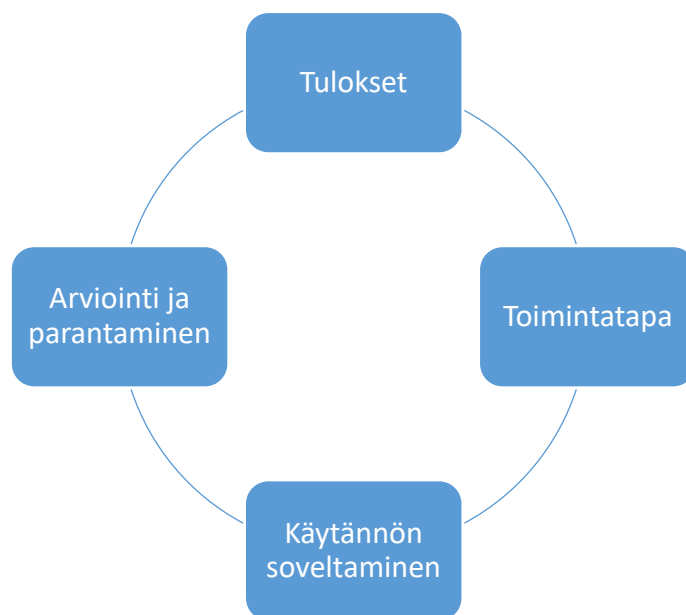 Tulokset
Arviointi ja
parantaminen
Toimintatapa
Käytännön
soveltaminen